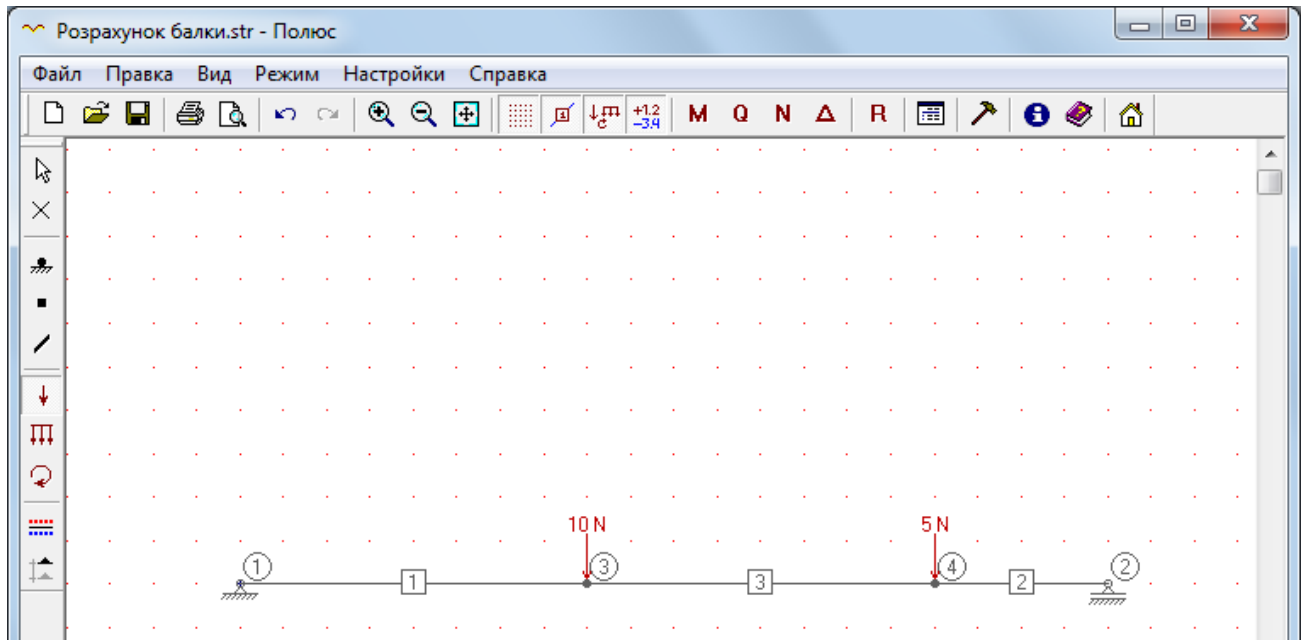 Розрахунок балки.str - Полюс
Файл Правка Вид Режим Настройки Справка
+1.2 M Q N Δ R
-3.4
10 N 5 N
1 3 4 2
1 3 2